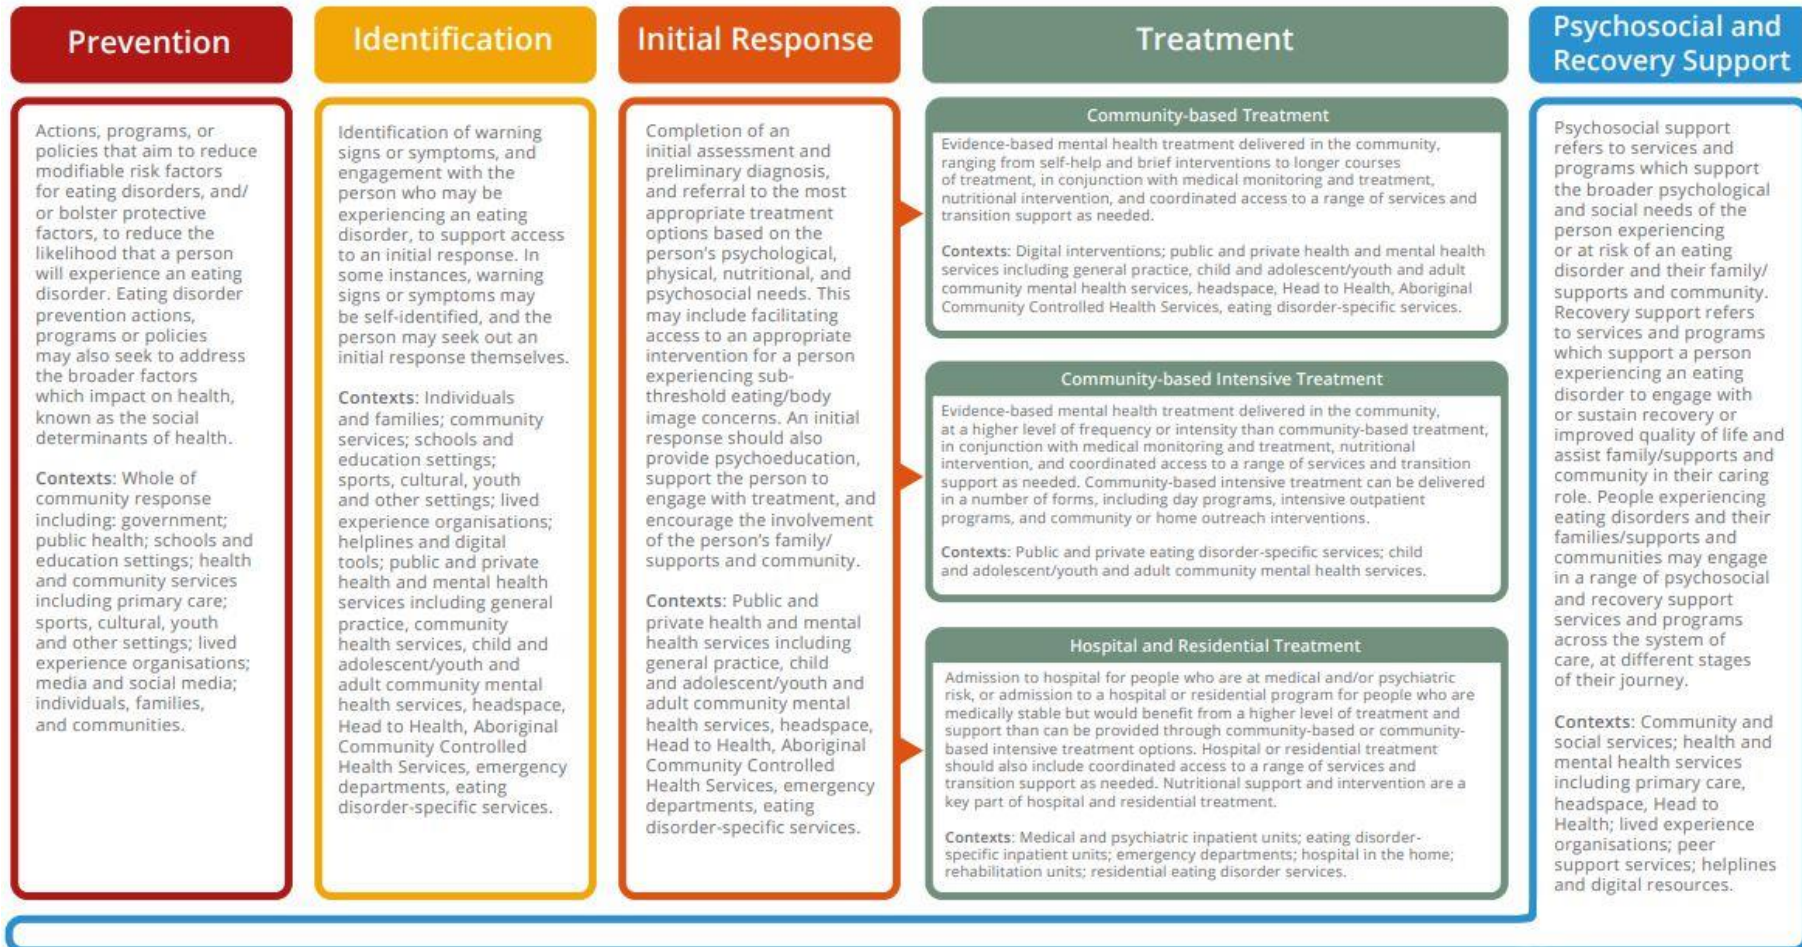 Prevention
Actions, programs, or
policies that aim to reduce
modifiable risk factors
for eating disorders, and/
or bolster protective
factors, to reduce the
likelihood that a person
will experience an eating
disorder. Eating disorder
prevention actions,
programs or policies
may also seek to address
the broader factors
which impact on health,
known as the social
determinants of health.
Contexts: Whole of
community response
including: government;
public health; schools and
education settings; health
and community services
including primary care;
sports, cultural, youth
and other settings; lived
experience organisations;
media and social media;
individuals, families,
and communities.
Identification
Identification of warning
signs or symptoms, and
engagement with the
person who may be
experiencing an eating
disorder, to support access
to an initial response. In
some instances, warning
signs or symptoms may
be self-identified, and the
person may seek out an
initial response themselves.
Contexts: Individuals
and families; community
services; schools and
education settings;
sports, cultural, youth
and other settings; lived
experience organisations;
helplines and digital
tools; public and private
health and mental health
services including general
practice, community
health services, child and
adolescent/youth and
adult community mental
health services, headspace,
Head to Health, Aboriginal
Community Controlled
Health Services, emergency
departments, eating
disorder-specific services.
Initial Response
Completion of an
initial assessment and
preliminary diagnosis,
and referral to the most
appropriate treatment
options based on the
person's psychological,
physical, nutritional, and
psychosocial needs. This
may include facilitating
access to an appropriate
intervention for a person
experiencing sub-
threshold eating/body
image concerns. An initial
response should also
provide psychoeducation,
support the person to
engage with treatment, and
encourage the involvement
of the person's family/
supports and community.
Contexts: Public and
private health and mental
health services including
general practice, child
and adolescent/youth and
adult community mental
health services, headspace,
Head to Health, Aboriginal
Community Controlled
Health Services, emergency
departments, eating
disorder-specific services.
Treatment
Community-based Treatment
Evidence-based mental health treatment delivered in the community,
ranging from self-help and brief interventions to longer courses
of treatment, in conjunction with medical monitoring and treatment,
nutritional intervention, and coordinated access to a range of services and
transition support as needed.
Contexts: Digital interventions; public and private health and mental health
services including general practice, child and adolescent/youth and adult
community mental health services, headspace, Head to Health, Aboriginal
Community Controlled Health Services, eating disorder-specific services.
Community-based Intensive Treatment
Evidence-based mental health treatment delivered in the community,
at a higher level of frequency or intensity than community-based treatment,
in conjunction with medical monitoring and treatment, nutritional
intervention, and coordinated access to a range of services and transition
support as needed. Community-based intensive treatment can be delivered
in a number of forms, including day programs, intensive outpatient
programs, and community or home outreach interventions.
Contexts: Public and private eating disorder-specific services; child
and adolescent/youth and adult community mental health services.
Hospital and Residential Treatment
Admission to hospital for people who are at medical and/or psychiatric
risk, or admission to a hospital or residential program for people who are
medically stable but would benefit from a higher level of treatment and
support than can be provided through community-based or community-
based intensive treatment options. Hospital or residential treatment
should also include coordinated access to a range of services and
transition support as needed. Nutritional support and intervention are a
key part of hospital and residential treatment.
Contexts: Medical and psychiatric inpatient units; eating disorder-
specific inpatient units; emergency departments; hospital in the home;
rehabilitation units; residential eating disorder services.
Psychosocial and
Recovery Support
Psychosocial support
refers to services and
programs which support
the broader psychological
and social needs of the
person experiencing
or at risk of an eating
disorder and their family/
supports and community.
Recovery support refers
to services and programs
which support a person
experiencing an eating
disorder to engage with
or sustain recovery or
improved quality of life and
assist family/supports and
community in their caring
role. People experiencing
eating disorders and their
families/supports and
communities may engage
in a range of psychosocial
and recovery support
services and programs
across the system of
care, at different stages
of their journey.
Contexts: Community and
social services; health and
mental health services
including primary care,
headspace, Head to
Health; lived experience
organisations; peer
support services; helplines
and digital resources.